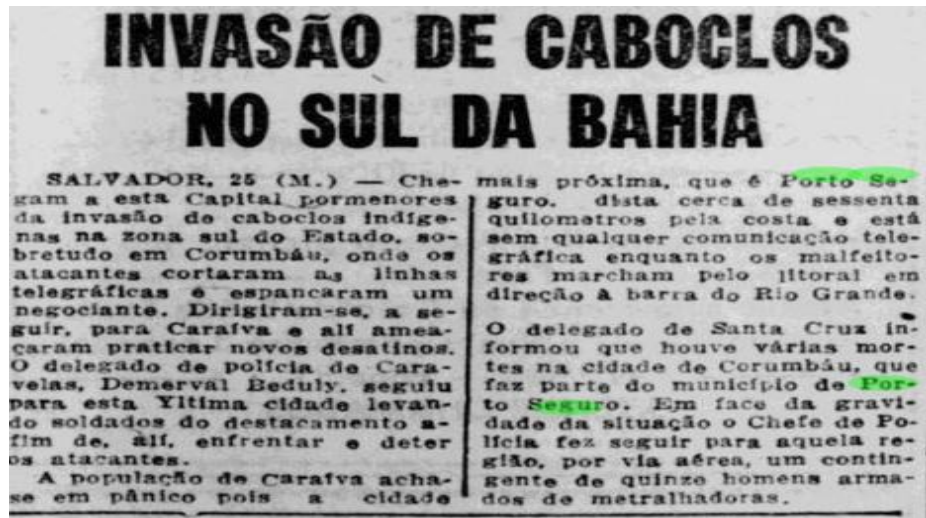 INVASÃO DE CABOCLOS
NO SUL DA BAHIA
SALVADOR, 25 (M.) — Che-
gam a esta Capital pormenores
da invasão de caboclos indíge-
nas na zona sul do Estado, so-
bretudo em Corumbáu, onde os
atacantes cortaram as linhas
telegráficas e espancaram um
negociante. Dirigiram-se, a se-
guir, para Caraíva e alí amea-
çaram praticar novos desatinos.
O delegado de polícia de Cara-
velas, Demerval Beduly, seguiu
para esta Yltima cidade levan-
do soldados do destacamento a-
fim de, alí, enfrentar e deter
os atacantes.
A população de Caraíva acha-
se em pânico pois a cidade
mais próxima, que é Porto Se-
guro, dista cerca de sessenta
quilometros pela costa e está
sem qualquer comunicação tele-
gráfica enquanto os malfeito-
res marcham pelo litoral em
direção à barra do Rio Grande.
O delegado de Santa Cruz in-
formou que houve várias mor-
tes na cidade de Corumbáu, que
faz parte do município de Por-
to Seguro. Em face da gravi-
dade da situação o Chefe de Po-
lícia fez seguir para aquela re-
gião, por via aérea, um contin-
gente de quinze homens arma-
dos de metralhadoras.